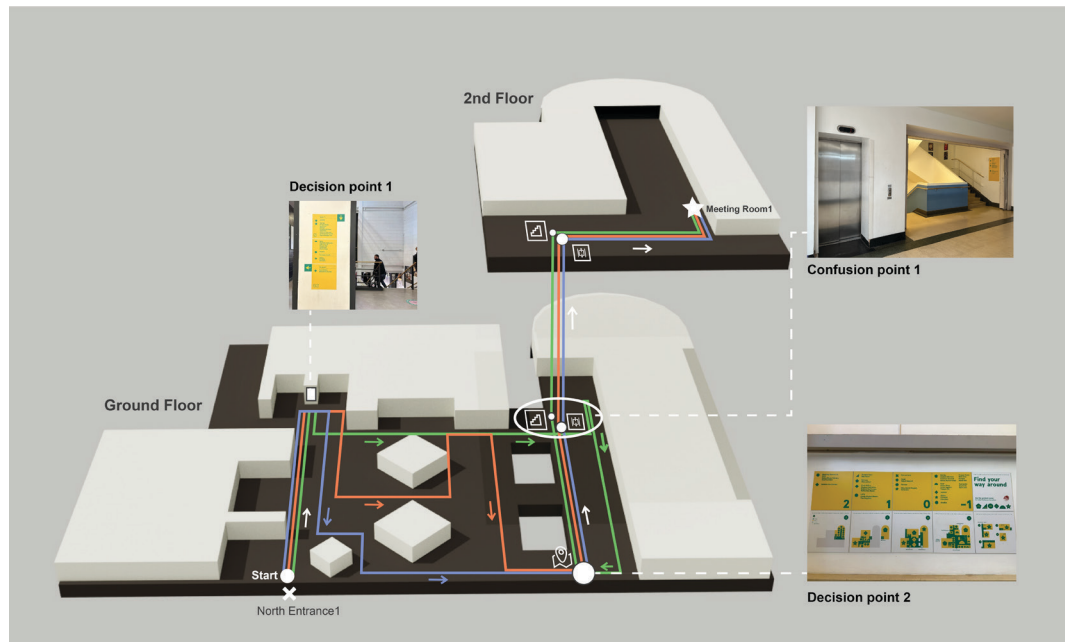 2nd Floor
Decision point 1
Meeting Room1
Confusion point 1
Ground Floor
Find your
way around
2
1
0
-1
Start
North Entrance1
Decision point 2